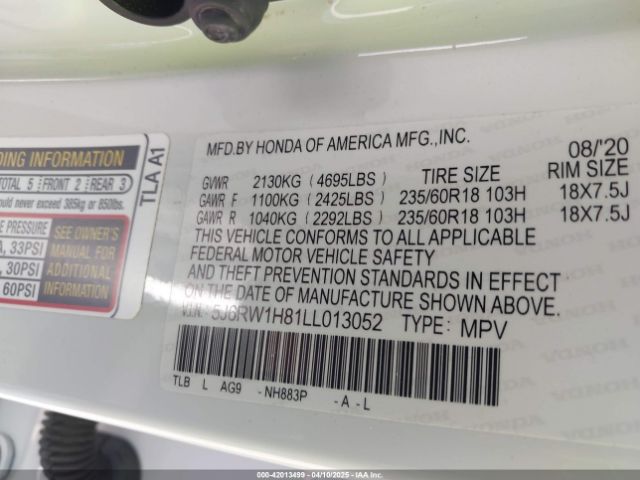 MFD.BY HONDA OF AMERICA MFG.,INC. 08/'20
GVWR 2130KG (4695LBS) TIRE SIZE RIM SIZE
GAWR F 1100KG (2425LBS) 235/60R18 103H 18X7.5J
GAWR R 1040KG (2292LBS) 235/60R18 103H 18X7.5J
THIS VEHICLE CONFORMS TO ALL APPLICABLE
FEDERAL MOTOR VEHICLE SAFETY
AND THEFT PREVENTION STANDARDS IN EFFECT
ON THE DATE OF MANUFACTURE SHOWN ABOVE.
V.I.N.: 5J6RW1H81LL013052 TYPE: MPV
TLB L AG9 -NH883P -A-L
TLA A1
DING INFORMATION
TOTAL 5 FRONT 2 REAR 3
should never exceed 385kg or 850lbs.
E PRESSURE
33PSI
30PSI
60PSI
SEE OWNER'S
MANUAL FOR
ADDITIONAL
INFORMATION
HONDA
HONDA
HONDA
000-42013499 - 04/10/2025 - IAA Inc.